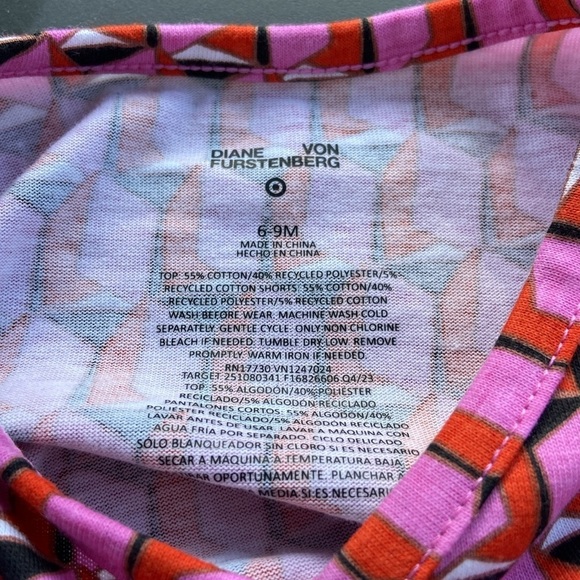 DIANE VON
FURSTENBERG
6-9M
MADE IN CHINA
HECHO EN CHINA
TOP: 55% COTTON/40% RECYCLED POLYESTER/5%
RECYCLED COTTON SHORTS: 55% COTTON/40%
RECYCLED POLYESTER/5% RECYCLED COTTON
WASH BEFORE WEAR. MACHINE WASH COLD
SEPARATELY. GENTLE CYCLE. ONLY NON CHLORINE
BLEACH IF NEEDED. TUMBLE DRY LOW. REMOVE
PROMPTLY. WARM IRON IF NEEDED.
RN17730 VN1247024
TARGET 251080341 F16826606 Q4/23
TOP: 55% ALGODÓN/40% POLIÉSTER
RECICLADO/5% ALGODÓN RECICLADO
PANTALONES CORTOS: 55% ALGODÓN/40%
POLIÉSTER RECICLADO/5% ALGODÓN RECICLADO
LAVAR ANTES DE USAR. LAVAR A MÁQUINA CON
AGUA FRÍA POR SEPARADO. CICLO DELICADO.
SÓLO BLANQUEADOR SIN CLORO SI ES NECESARIO
SECAR A MÁQUINA A TEMPERATURA BAJA.
OPORTUNAMENTE. PLANCHAR A
MEDIA SI ES NECESARIO